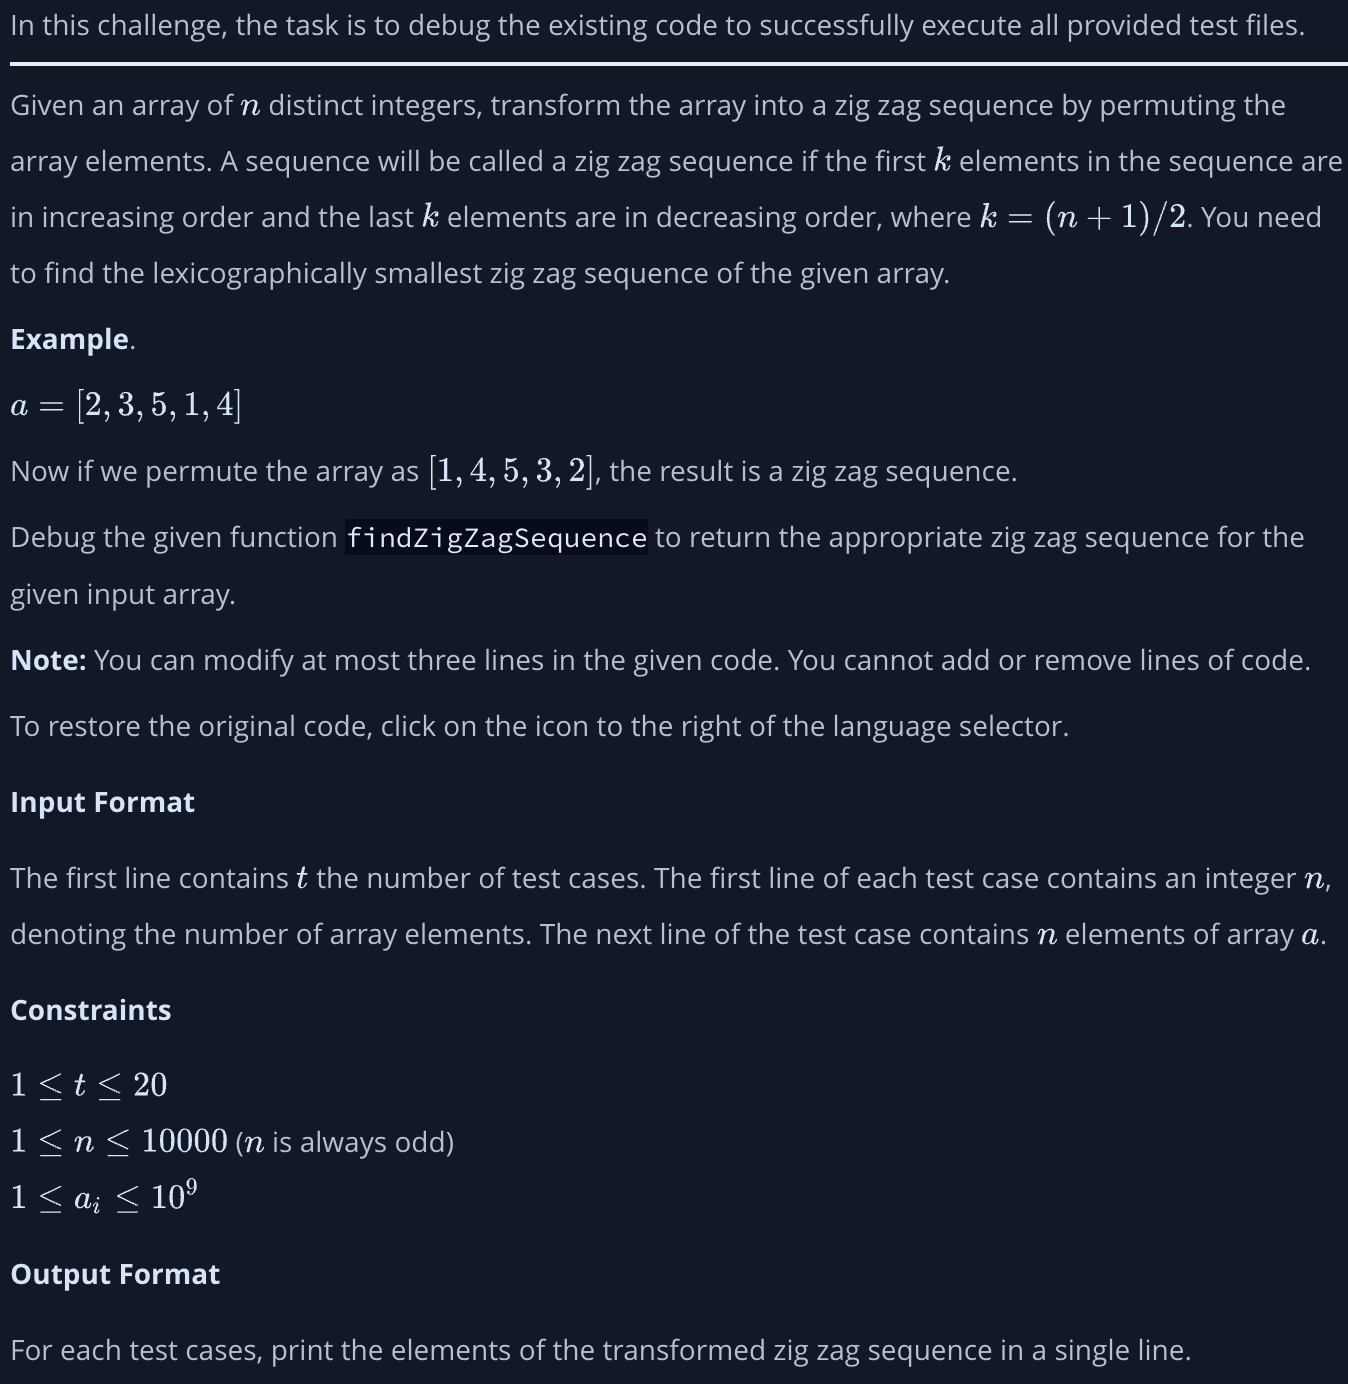 In this challenge, the task is to debug the existing code to successfully execute all provided test files.
Given an array of n distinct integers, transform the array into a zig zag sequence by permuting the
array elements. A sequence will be called a zig zag sequence if the first k elements in the sequence are
in increasing order and the last k elements are in decreasing order, where k = (n + 1)/2. You need
to find the lexicographically smallest zig zag sequence of the given array.
Example.
a = [2, 3, 5, 1, 4]
Now if we permute the array as [1, 4, 5, 3, 2], the result is a zig zag sequence.
Debug the given function findZigZagSequence to return the appropriate zig zag sequence for the
given input array.
Note: You can modify at most three lines in the given code. You cannot add or remove lines of code.
To restore the original code, click on the icon to the right of the language selector.
Input Format
The first line contains t the number of test cases. The first line of each test case contains an integer n,
denoting the number of array elements. The next line of the test case contains n elements of array a.
Constraints
1 ≤ t ≤ 20
1 ≤ n ≤ 10000 (n is always odd)
1 ≤ aᵢ ≤ 10⁹
Output Format
For each test cases, print the elements of the transformed zig zag sequence in a single line.